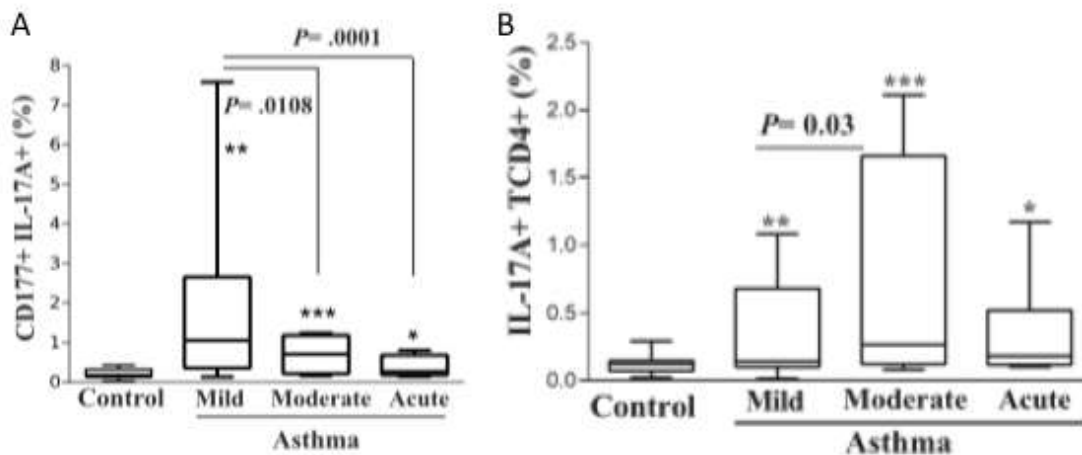 A
P= .0001
P= .0108
CD177+ IL-17A+ (%)
8
7
6
5
4
3
2
1
0
**
***
*
Control Mild Moderate Acute
Asthma
B
IL-17A+ TCD4+ (%)
2.5
2.0
1.5
1.0
0.5
0.0
***
P= 0.03
**
*
Control Mild Moderate Acute
Asthma